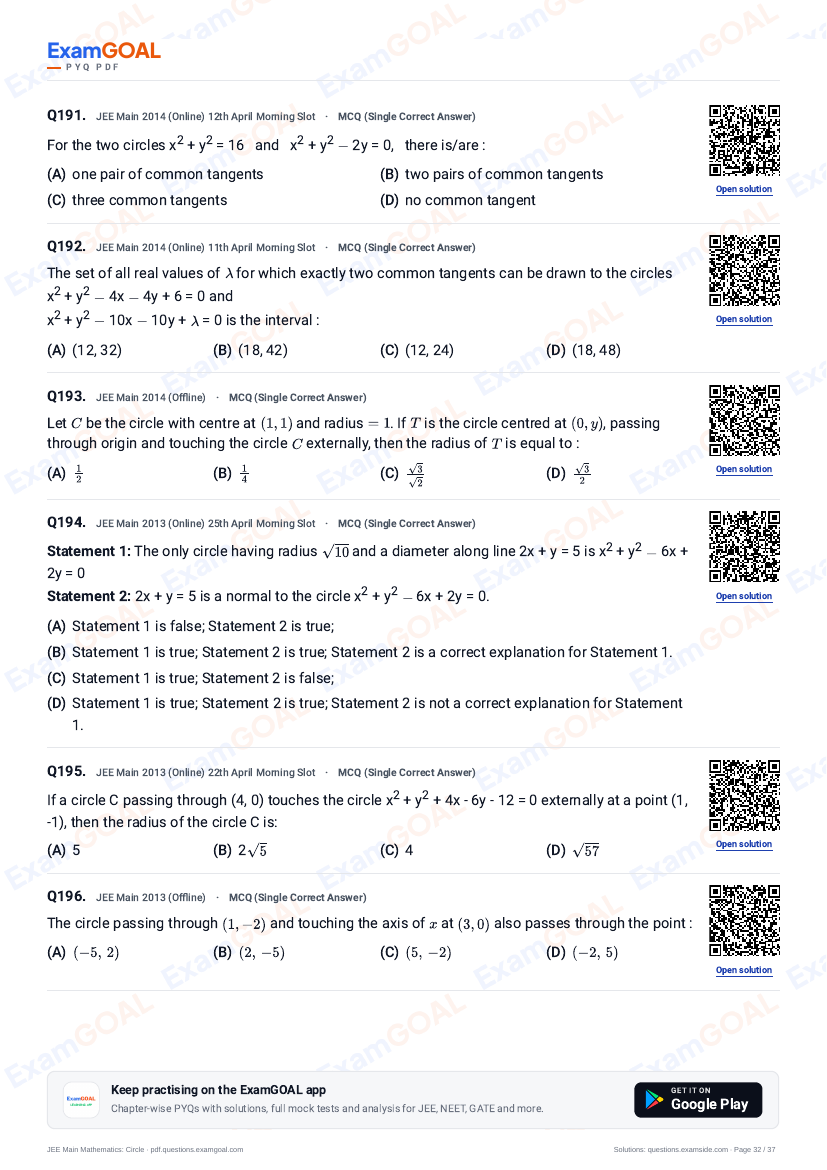 ExamGOAL
PYQ PDF
Q191. JEE Main 2014 (Online) 12th April Morning Slot · MCQ (Single Correct Answer)
For the two circles x² + y² = 16 and x² + y² − 2y = 0, there is/are :
(A) one pair of common tangents (B) two pairs of common tangents
(C) three common tangents (D) no common tangent
Open solution
Q192. JEE Main 2014 (Online) 11th April Morning Slot · MCQ (Single Correct Answer)
The set of all real values of λ for which exactly two common tangents can be drawn to the circles
x² + y² − 4x − 4y + 6 = 0 and
x² + y² − 10x − 10y + λ = 0 is the interval :
(A) (12, 32) (B) (18, 42) (C) (12, 24) (D) (18, 48)
Open solution
Q193. JEE Main 2014 (Offline) · MCQ (Single Correct Answer)
Let C be the circle with centre at (1, 1) and radius = 1. If T is the circle centred at (0, y), passing
through origin and touching the circle C externally, then the radius of T is equal to :
(A) 1/2 (B) 1/4 (C) √3/√2 (D) √3/2
Open solution
Q194. JEE Main 2013 (Online) 25th April Morning Slot · MCQ (Single Correct Answer)
Statement 1: The only circle having radius √10 and a diameter along line 2x + y = 5 is x² + y² − 6x +
2y = 0
Statement 2: 2x + y = 5 is a normal to the circle x² + y² − 6x + 2y = 0.
(A) Statement 1 is false; Statement 2 is true;
(B) Statement 1 is true; Statement 2 is true; Statement 2 is a correct explanation for Statement 1.
(C) Statement 1 is true; Statement 2 is false;
(D) Statement 1 is true; Statement 2 is true; Statement 2 is not a correct explanation for Statement
1.
Open solution
Q195. JEE Main 2013 (Online) 22th April Morning Slot · MCQ (Single Correct Answer)
If a circle C passing through (4, 0) touches the circle x² + y² + 4x - 6y - 12 = 0 externally at a point (1,
-1), then the radius of the circle C is:
(A) 5 (B) 2√5 (C) 4 (D) √57
Open solution
Q196. JEE Main 2013 (Offline) · MCQ (Single Correct Answer)
The circle passing through (1, −2) and touching the axis of x at (3, 0) also passes through the point :
(A) (−5, 2) (B) (2, −5) (C) (5, −2) (D) (−2, 5)
Open solution
ExamGOAL
Keep practising on the ExamGOAL app
Chapter-wise PYQs with solutions, full mock tests and analysis for JEE, NEET, GATE and more.
GET IT ON
Google Play
JEE Main Mathematics: Circle · pdf.questions.examgoal.com Solutions: questions.examside.com · Page 32 / 37